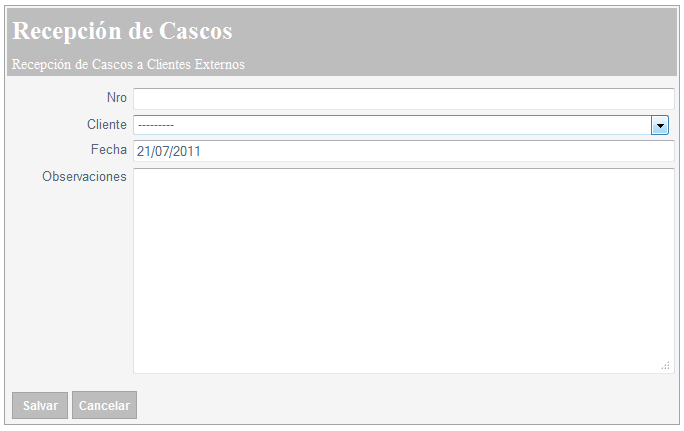 Recepción de Cascos
Recepción de Cascos a Clientes Externos
Nro
Cliente ---------
Fecha 21/07/2011
Observaciones
Salvar Cancelar